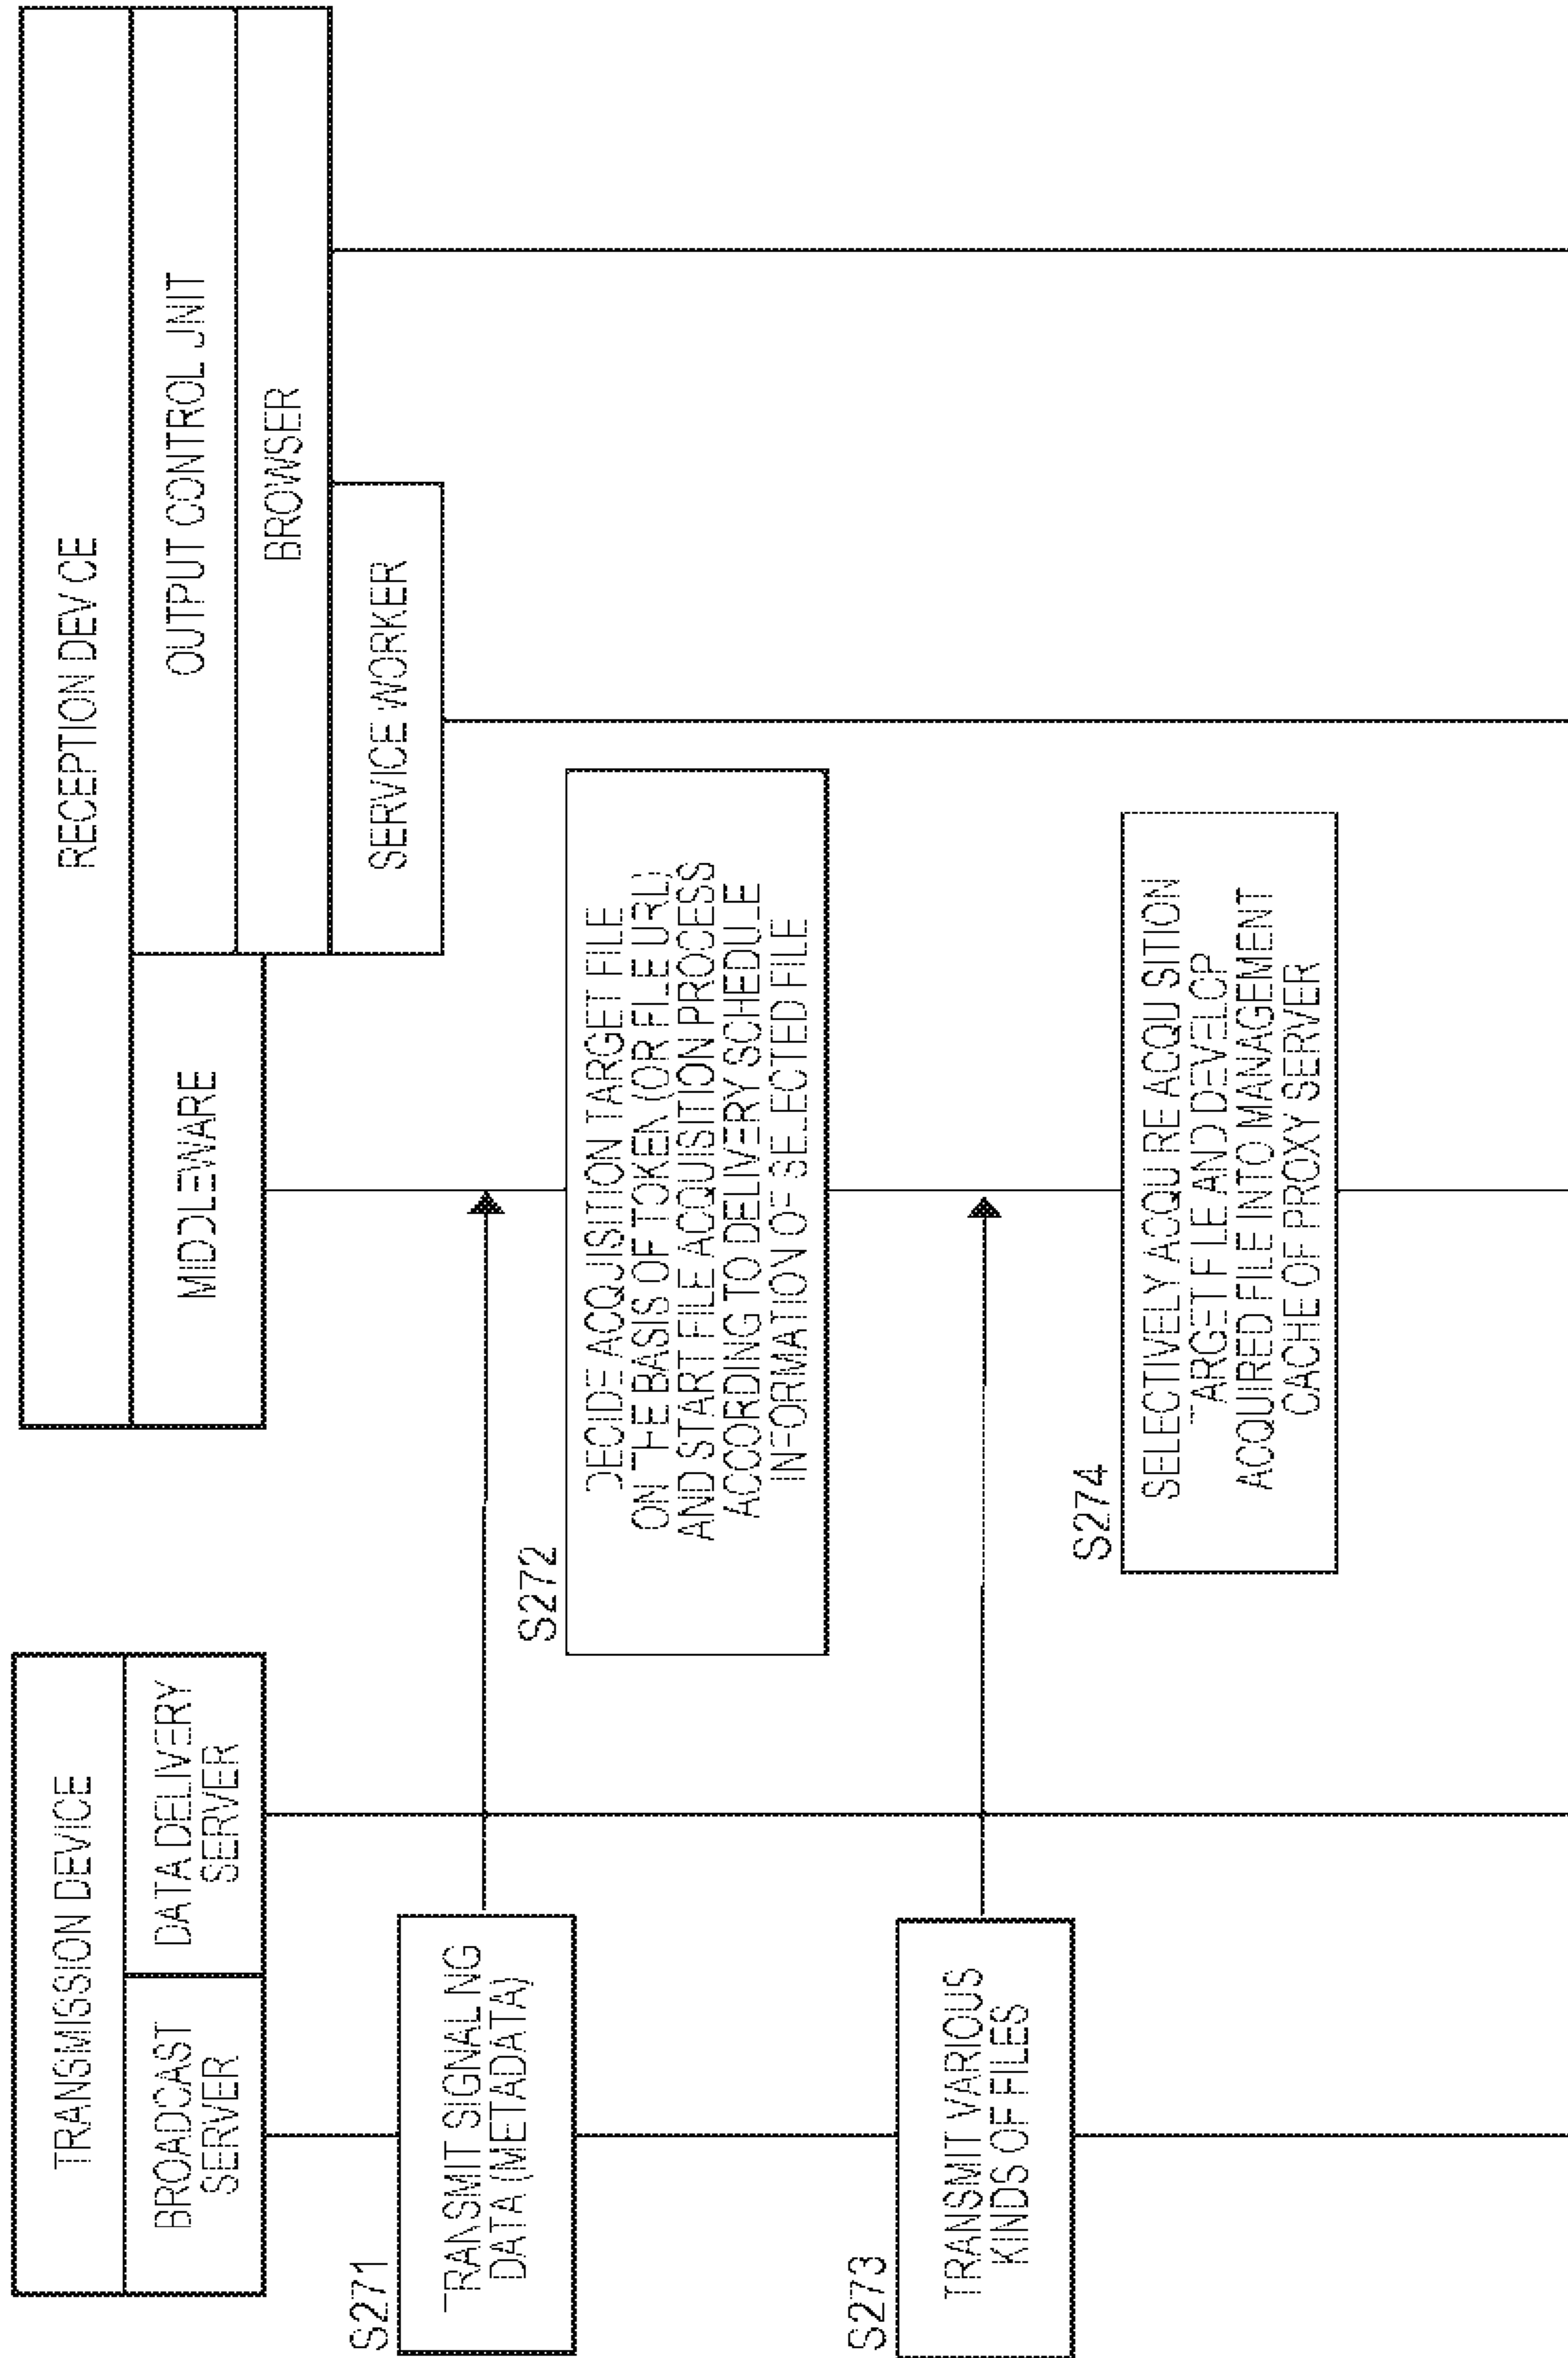 TRANSMISSION DEVICE
BROADCAST
SERVER
DATA DELIVERY
SERVER
RECEPTION DEVICE
MIDDLEWARE
OUTPUT CONTROL UNIT
BROWSER
SERVICE WORKER
S271
TRANSMIT SIGNALING
DATA (METADATA)
S272
DECIDE ACQUISITION TARGET FILE
ON THE BASIS OF TOKEN (OR FILE URL)
AND START FILE ACQUISITION PROCESS
ACCORDING TO DELIVERY SCHEDULE
INFORMATION OF SELECTED FILE
S273
TRANSMIT VARIOUS
KINDS OF FILES
S274
SELECTIVELY ACQUIRE ACQUISITION
TARGET FILE AND DEVELOP
ACQUIRED FILE INTO MANAGEMENT
CACHE OF PROXY SERVER